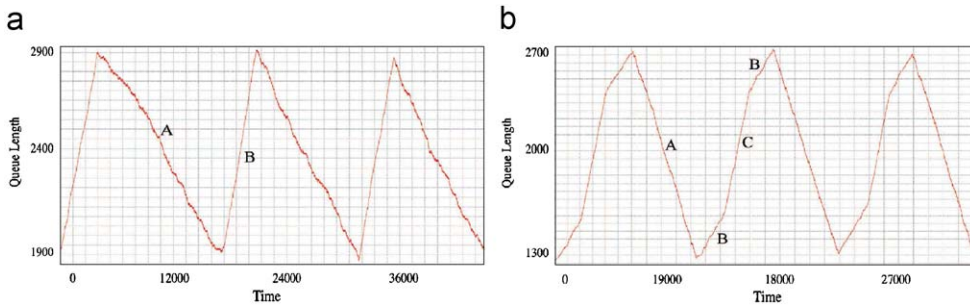 a
2900
2400
1900
Queue Length
A
B
0 12000 24000 36000
Time
b
2700
2000
1300
Queue Length
B
A
C
B
0 19000 18000 27000
Time